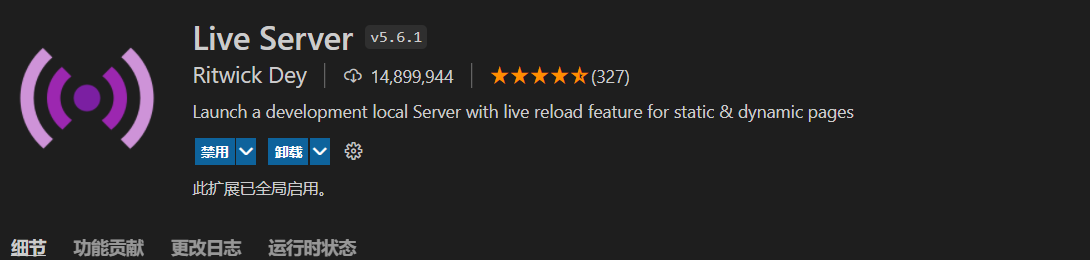 Live Server v5.6.1
Ritwick Dey 14,899,944 (327)
Launch a development local Server with live reload feature for static & dynamic pages
禁用 卸载
此扩展已全局启用。
细节 功能贡献 更改日志 运行时状态